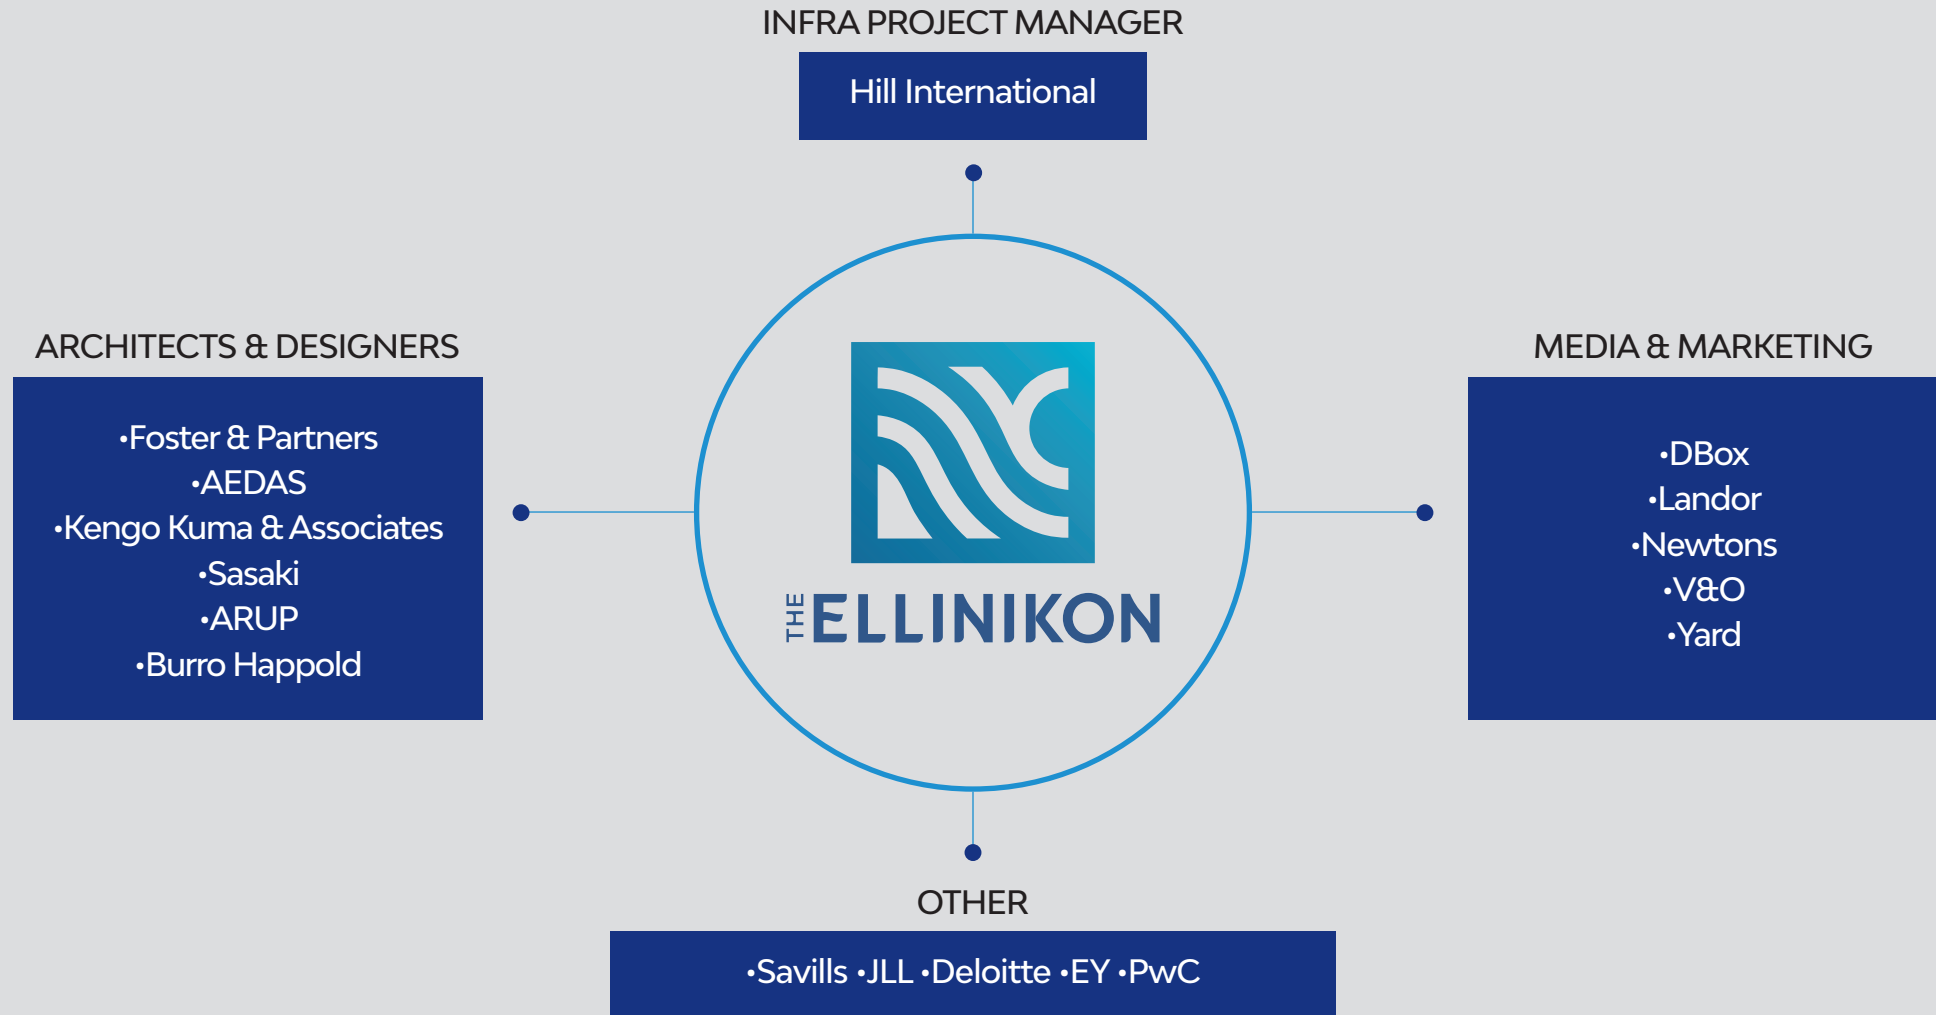 INFRA PROJECT MANAGER
Hill International
ARCHITECTS & DESIGNERS
•Foster & Partners
•AEDAS
•Kengo Kuma & Associates
•Sasaki
•ARUP
•Burro Happold
THE ELLINIKON
MEDIA & MARKETING
•DBox
•Landor
•Newtons
•V&O
•Yard
OTHER
•Savills •JLL •Deloitte •EY •PwC